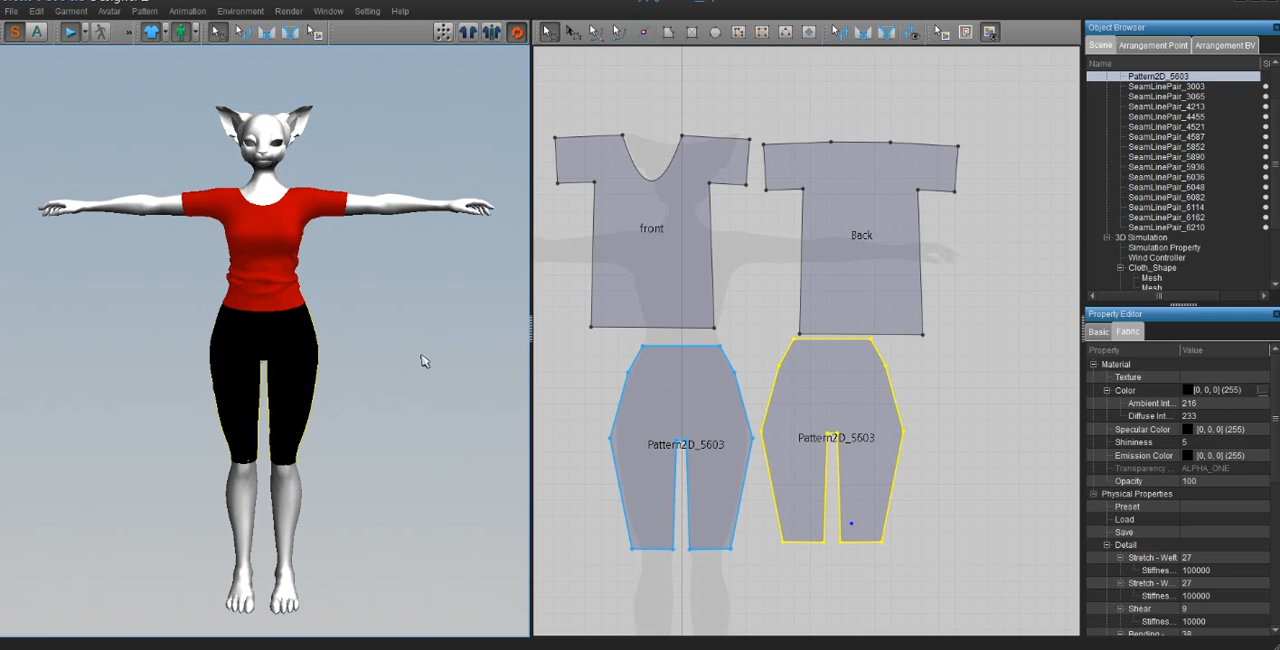 File Edit Garment Avatar Pattern Animation Environment Render Window Setting Help
S A
front
Back
Pattern2D_5603
Pattern2D_5603
Object Browser
Scene Arrangement Point Arrangement BV
Name
Pattern2D_5603
SeamLinePair_3003
SeamLinePair_3065
SeamLinePair_4213
SeamLinePair_4455
SeamLinePair_4521
SeamLinePair_4587
SeamLinePair_5852
SeamLinePair_5890
SeamLinePair_5936
SeamLinePair_6036
SeamLinePair_6048
SeamLinePair_6082
SeamLinePair_6114
SeamLinePair_6162
SeamLinePair_6210
3D Simulation
Simulation Property
Wind Controller
Cloth_Shape
Mesh
Mesh
Property Editor
Basic Fabric
Property Value
Material
Texture
Color [0, 0, 0] (255)
Ambient Int... 216
Diffuse Int... 233
Specular Color [0, 0, 0] (255)
Shininess 5
Emission Color [0, 0, 0] (255)
Transparency ... ALPHA_ONE
Opacity 100
Physical Properties
Preset
Load
Save
Detail
Stretch - Weft 27
Stiffnes... 100000
Stretch - W... 27
Stiffnes... 100000
Shear 9
Stiffnes... 10000
Bending - 38